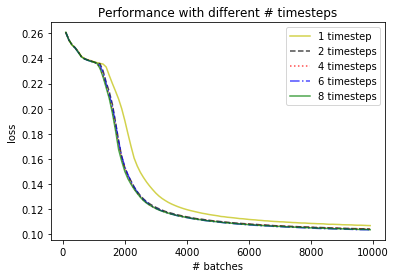 Performance with different # timesteps
0.26
0.24
0.22
0.20
0.18
0.16
0.14
0.12
0.10
loss
1 timestep
2 timesteps
4 timesteps
6 timesteps
8 timesteps
0
2000
4000
6000
8000
10000
# batches